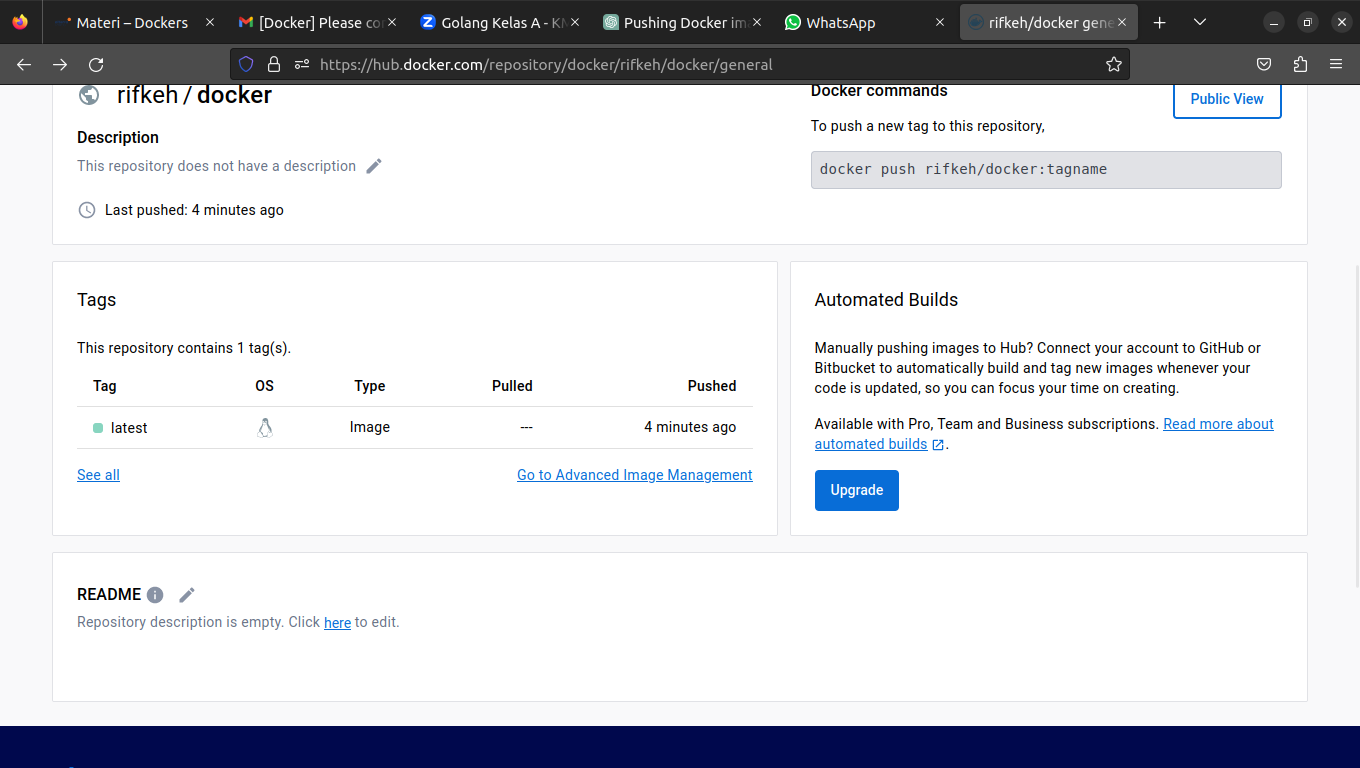 Materi – Dockers
[Docker] Please co
Golang Kelas A - K
Pushing Docker im
WhatsApp
rifkeh/docker gene
https://hub.docker.com/repository/docker/rifkeh/docker/general
rifkeh / docker
Description
This repository does not have a description
Last pushed: 4 minutes ago
Docker commands
Public View
To push a new tag to this repository,
docker push rifkeh/docker:tagname
Tags
This repository contains 1 tag(s).
Tag OS Type Pulled Pushed
latest Image --- 4 minutes ago
See all Go to Advanced Image Management
Automated Builds
Manually pushing images to Hub? Connect your account to GitHub or
Bitbucket to automatically build and tag new images whenever your
code is updated, so you can focus your time on creating.
Available with Pro, Team and Business subscriptions. Read more about
automated builds .
Upgrade
README
Repository description is empty. Click here to edit.